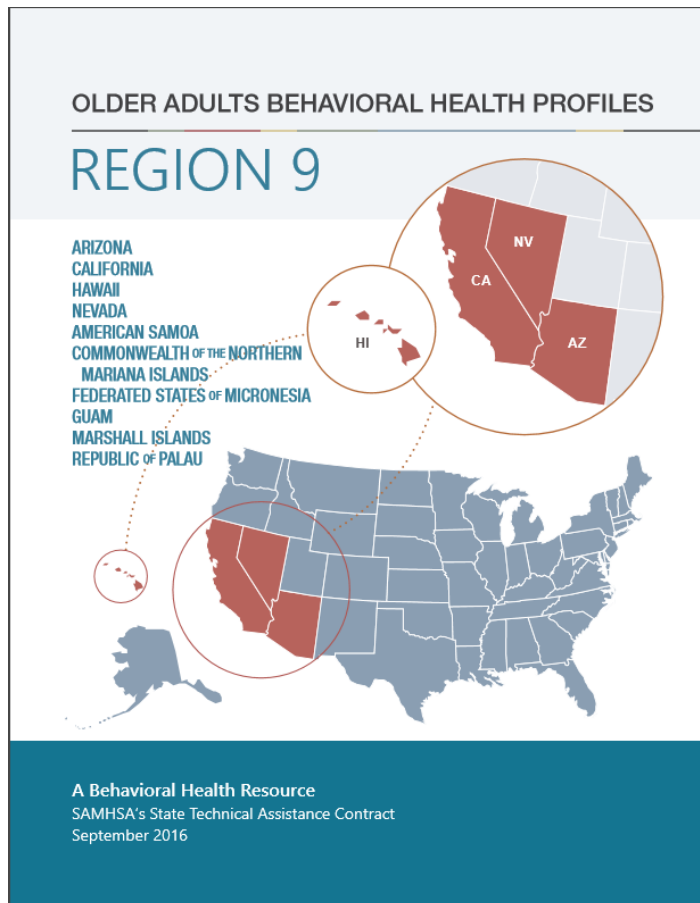 OLDER ADULTS BEHAVIORAL HEALTH PROFILES
REGION 9
ARIZONA
CALIFORNIA
HAWAII
NEVADA
AMERICAN SAMOA
COMMONWEALTH OF THE NORTHERN
MARIANA ISLANDS
FEDERATED STATES OF MICRONESIA
GUAM
MARSHALL ISLANDS
REPUBLIC OF PALAU
NV
CA
HI
AZ
A Behavioral Health Resource
SAMHSA's State Technical Assistance Contract
September 2016